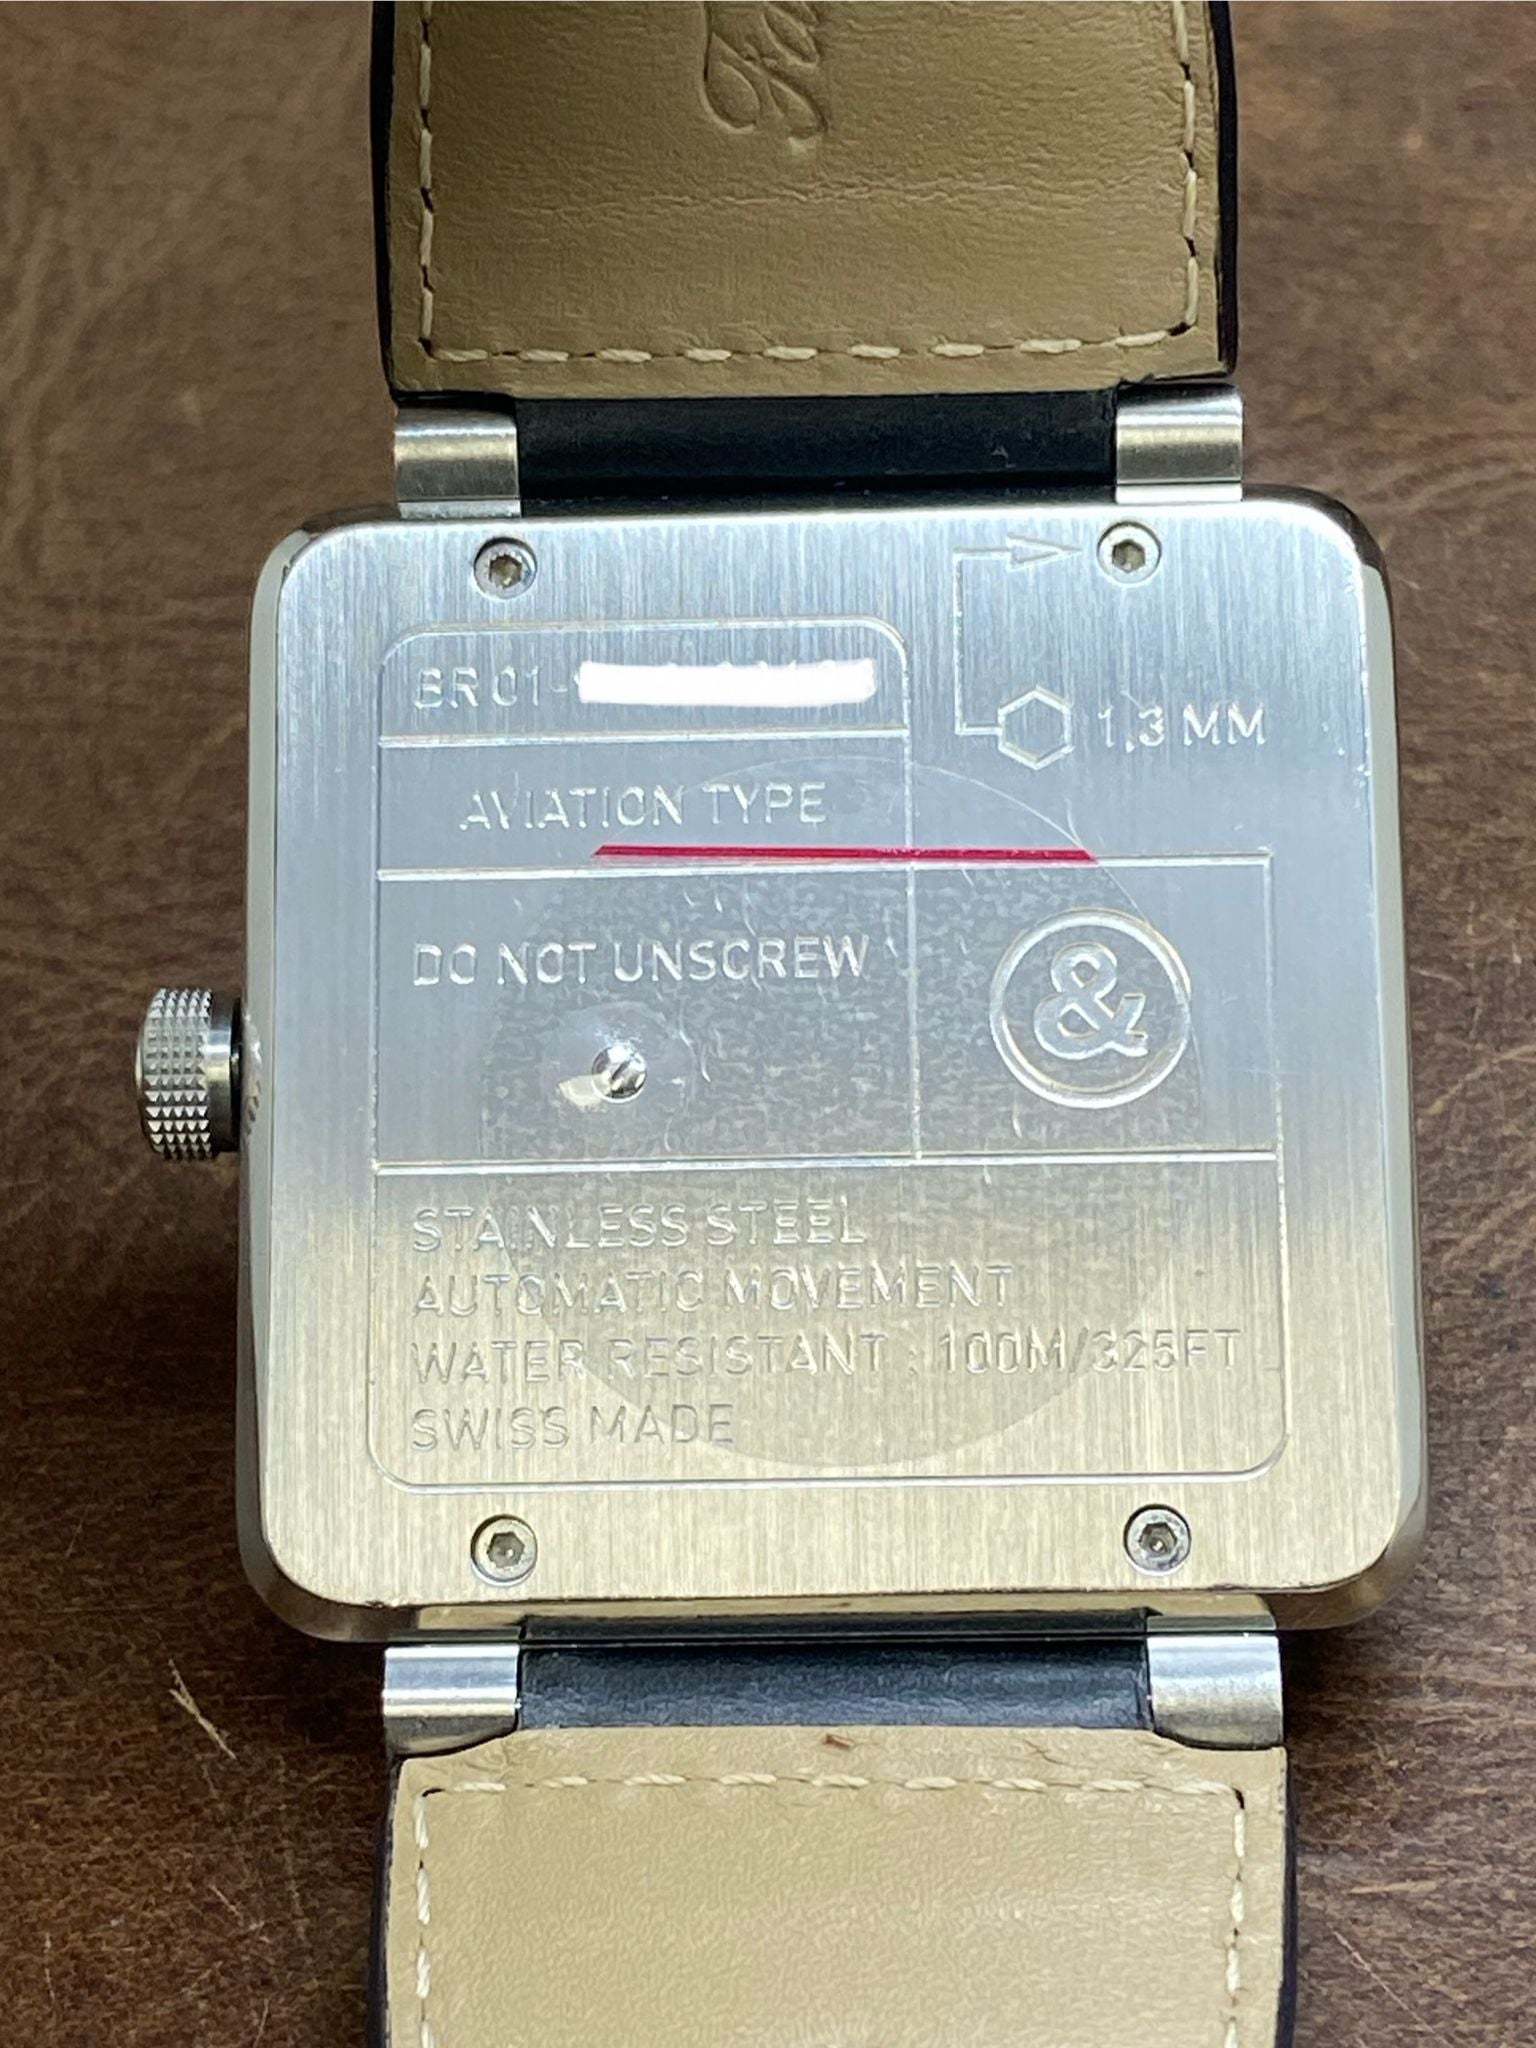 BR01-
1,3 MM
AVIATION TYPE
DO NOT UNSCREW
&
STAINLESS STEEL
AUTOMATIC MOVEMENT
WATER RESISTANT : 100M/325FT
SWISS MADE